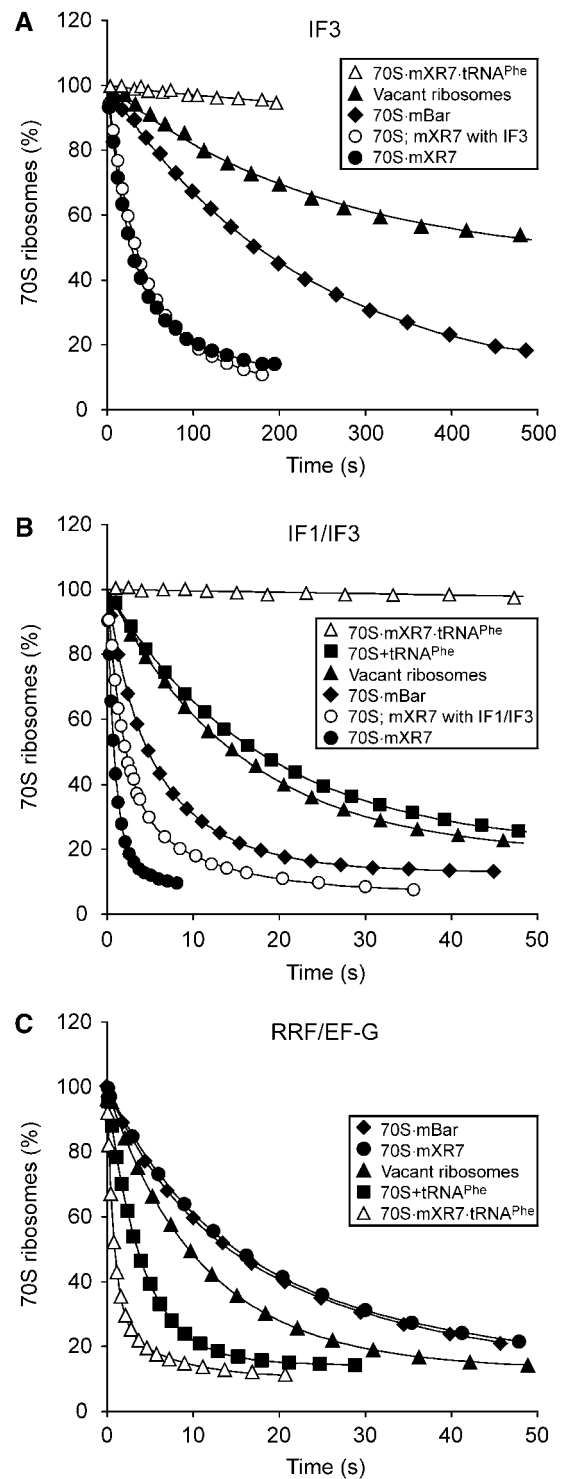 A
IF3
120
100
80
60
40
20
0
70S ribosomes (%)
70S·mXR7·tRNAPhe
Vacant ribosomes
70S·mBar
70S; mXR7 with IF3
70S·mXR7
0 100 200 300 400 500
Time (s)
B
IF1/IF3
120
100
80
60
40
20
0
70S ribosomes (%)
70S·mXR7·tRNAPhe
70S+tRNAPhe
Vacant ribosomes
70S·mBar
70S; mXR7 with IF1/IF3
70S·mXR7
0 10 20 30 40 50
Time (s)
C
RRF/EF-G
120
100
80
60
40
20
0
70S ribosomes (%)
70S·mBar
70S·mXR7
Vacant ribosomes
70S+tRNAPhe
70S·mXR7·tRNAPhe
0 10 20 30 40 50
Time (s)